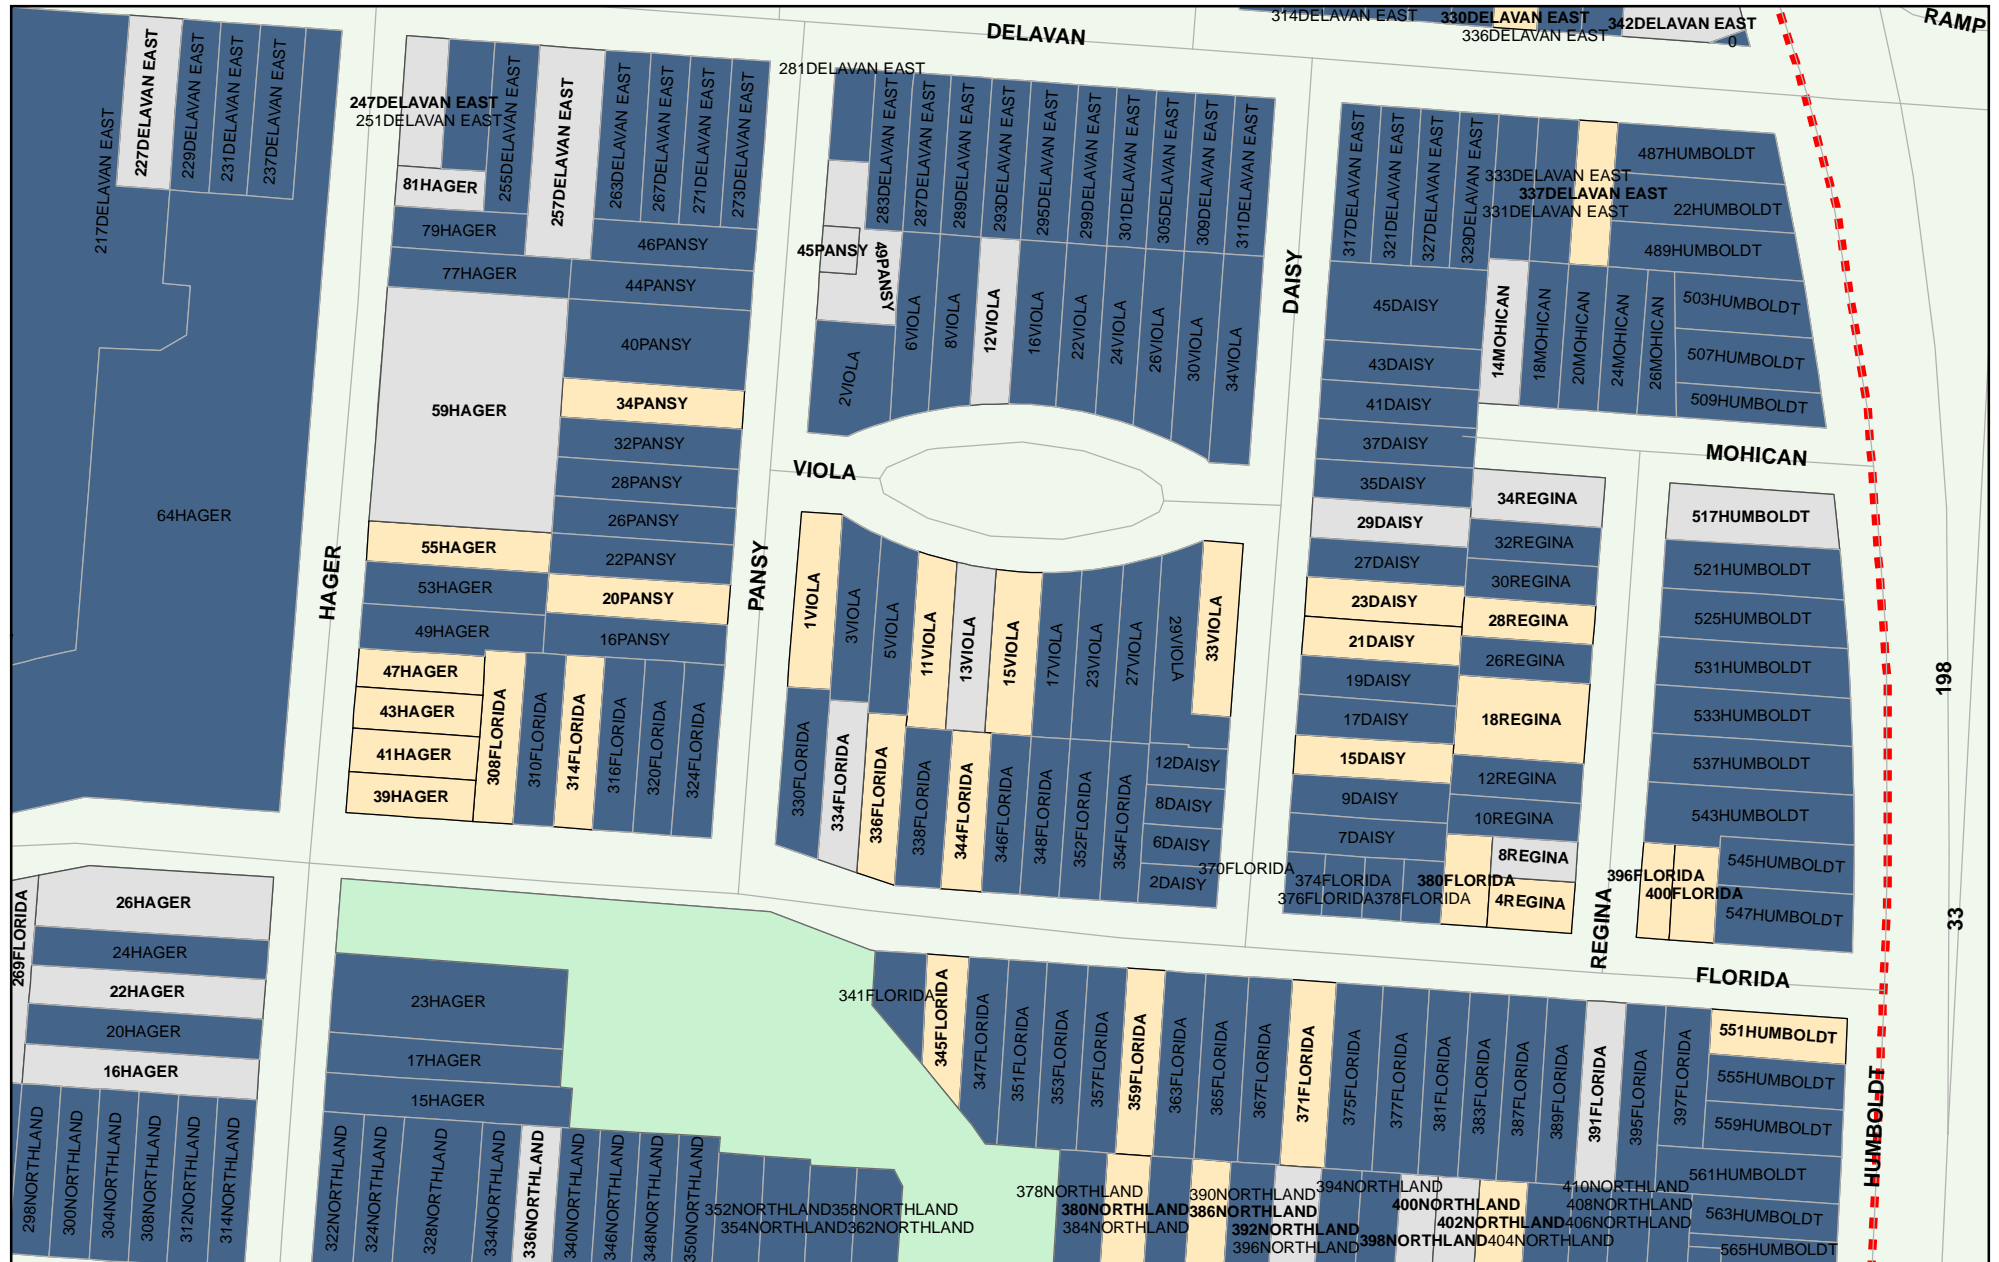 DELAVAN
314DELAVAN EAST
330DELAVAN EAST
336DELAVAN EAST
342DELAVAN EAST
0
RAMP
217DELAVAN EAST
227DELAVAN EAST
229DELAVAN EAST
231DELAVAN EAST
237DELAVAN EAST
247DELAVAN EAST
251DELAVAN EAST
255DELAVAN EAST
257DELAVAN EAST
263DELAVAN EAST
267DELAVAN EAST
271DELAVAN EAST
273DELAVAN EAST
281DELAVAN EAST
283DELAVAN EAST
287DELAVAN EAST
289DELAVAN EAST
293DELAVAN EAST
295DELAVAN EAST
299DELAVAN EAST
301DELAVAN EAST
305DELAVAN EAST
309DELAVAN EAST
311DELAVAN EAST
317DELAVAN EAST
321DELAVAN EAST
327DELAVAN EAST
329DELAVAN EAST
333DELAVAN EAST
337DELAVAN EAST
331DELAVAN EAST
487HUMBOLDT
22HUMBOLDT
489HUMBOLDT
503HUMBOLDT
507HUMBOLDT
509HUMBOLDT
81HAGER
79HAGER
77HAGER
59HAGER
55HAGER
53HAGER
49HAGER
47HAGER
43HAGER
41HAGER
39HAGER
64HAGER
HAGER
46PANSY
44PANSY
40PANSY
34PANSY
32PANSY
28PANSY
26PANSY
22PANSY
20PANSY
16PANSY
PANSY
308FLORIDA
310FLORIDA
314FLORIDA
316FLORIDA
320FLORIDA
324FLORIDA
45PANSY
49PANSY
2VIOLA
6VIOLA
8VIOLA
12VIOLA
16VIOLA
22VIOLA
24VIOLA
26VIOLA
30VIOLA
34VIOLA
VIOLA
1VIOLA
3VIOLA
5VIOLA
11VIOLA
13VIOLA
15VIOLA
17VIOLA
23VIOLA
27VIOLA
29VIOLA
33VIOLA
330FLORIDA
334FLORIDA
336FLORIDA
338FLORIDA
344FLORIDA
346FLORIDA
348FLORIDA
352FLORIDA
354FLORIDA
12DAISY
8DAISY
6DAISY
2DAISY
DAISY
45DAISY
43DAISY
41DAISY
37DAISY
35DAISY
29DAISY
27DAISY
23DAISY
21DAISY
19DAISY
17DAISY
15DAISY
9DAISY
7DAISY
370FLORIDA
374FLORIDA
376FLORIDA
378FLORIDA
380FLORIDA
14MOHICAN
18MOHICAN
20MOHICAN
24MOHICAN
26MOHICAN
MOHICAN
34REGINA
32REGINA
30REGINA
28REGINA
26REGINA
18REGINA
12REGINA
10REGINA
8REGINA
4REGINA
REGINA
517HUMBOLDT
521HUMBOLDT
525HUMBOLDT
531HUMBOLDT
533HUMBOLDT
537HUMBOLDT
543HUMBOLDT
545HUMBOLDT
547HUMBOLDT
396FLORIDA
400FLORIDA
198
33
FLORIDA
HUMBOLDT
269FLORIDA
26HAGER
24HAGER
22HAGER
20HAGER
16HAGER
298NORTHLAND
300NORTHLAND
304NORTHLAND
308NORTHLAND
312NORTHLAND
314NORTHLAND
23HAGER
17HAGER
15HAGER
322NORTHLAND
324NORTHLAND
328NORTHLAND
334NORTHLAND
336NORTHLAND
340NORTHLAND
346NORTHLAND
348NORTHLAND
350NORTHLAND
352NORTHLAND
358NORTHLAND
354NORTHLAND
362NORTHLAND
341FLORIDA
345FLORIDA
347FLORIDA
351FLORIDA
353FLORIDA
357FLORIDA
359FLORIDA
363FLORIDA
365FLORIDA
367FLORIDA
371FLORIDA
375FLORIDA
377FLORIDA
381FLORIDA
383FLORIDA
387FLORIDA
389FLORIDA
391FLORIDA
395FLORIDA
397FLORIDA
551HUMBOLDT
555HUMBOLDT
559HUMBOLDT
561HUMBOLDT
563HUMBOLDT
565HUMBOLDT
378NORTHLAND
380NORTHLAND
384NORTHLAND
390NORTHLAND
386NORTHLAND
392NORTHLAND
396NORTHLAND
394NORTHLAND
400NORTHLAND
402NORTHLAND
398NORTHLAND
404NORTHLAND
410NORTHLAND
408NORTHLAND
406NORTHLAND